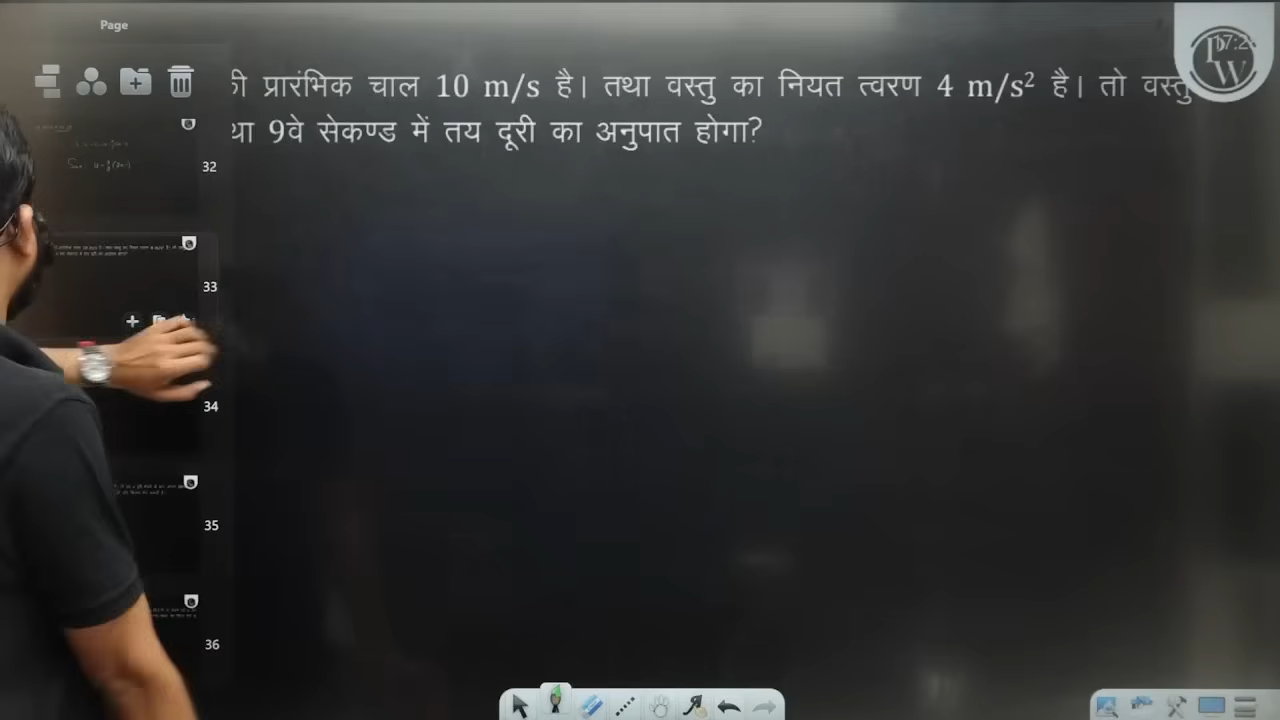 Page
की प्रारंभिक चाल 10 m/s है। तथा वस्तु का नियत त्वरण 4 m/s² है। तो वस्तु
था 9वे सेकण्ड में तय दूरी का अनुपात होगा?
32
33
34
35
36